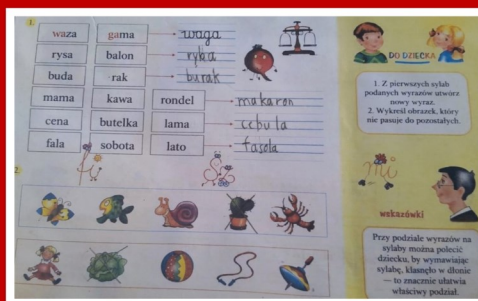 1.
waza gama waga
rysa balon ryba
buda rak burak
mama kawa rondel makaron
cena butelka lama cebula
fala sobota lato fasola
2.
DO DZIECKA
1. Z pierwszych sylab
podanych wyrazów utwórz
nowy wyraz.
2. Wykreśl obrazek, który
nie pasuje do pozostałych.
mi
wskazówki
Przy podziale wyrazów na
sylaby można polecić
dziecku, by wymawiając
sylabę, klasnęło w dłonie
— to znacznie ułatwia
właściwy podział.